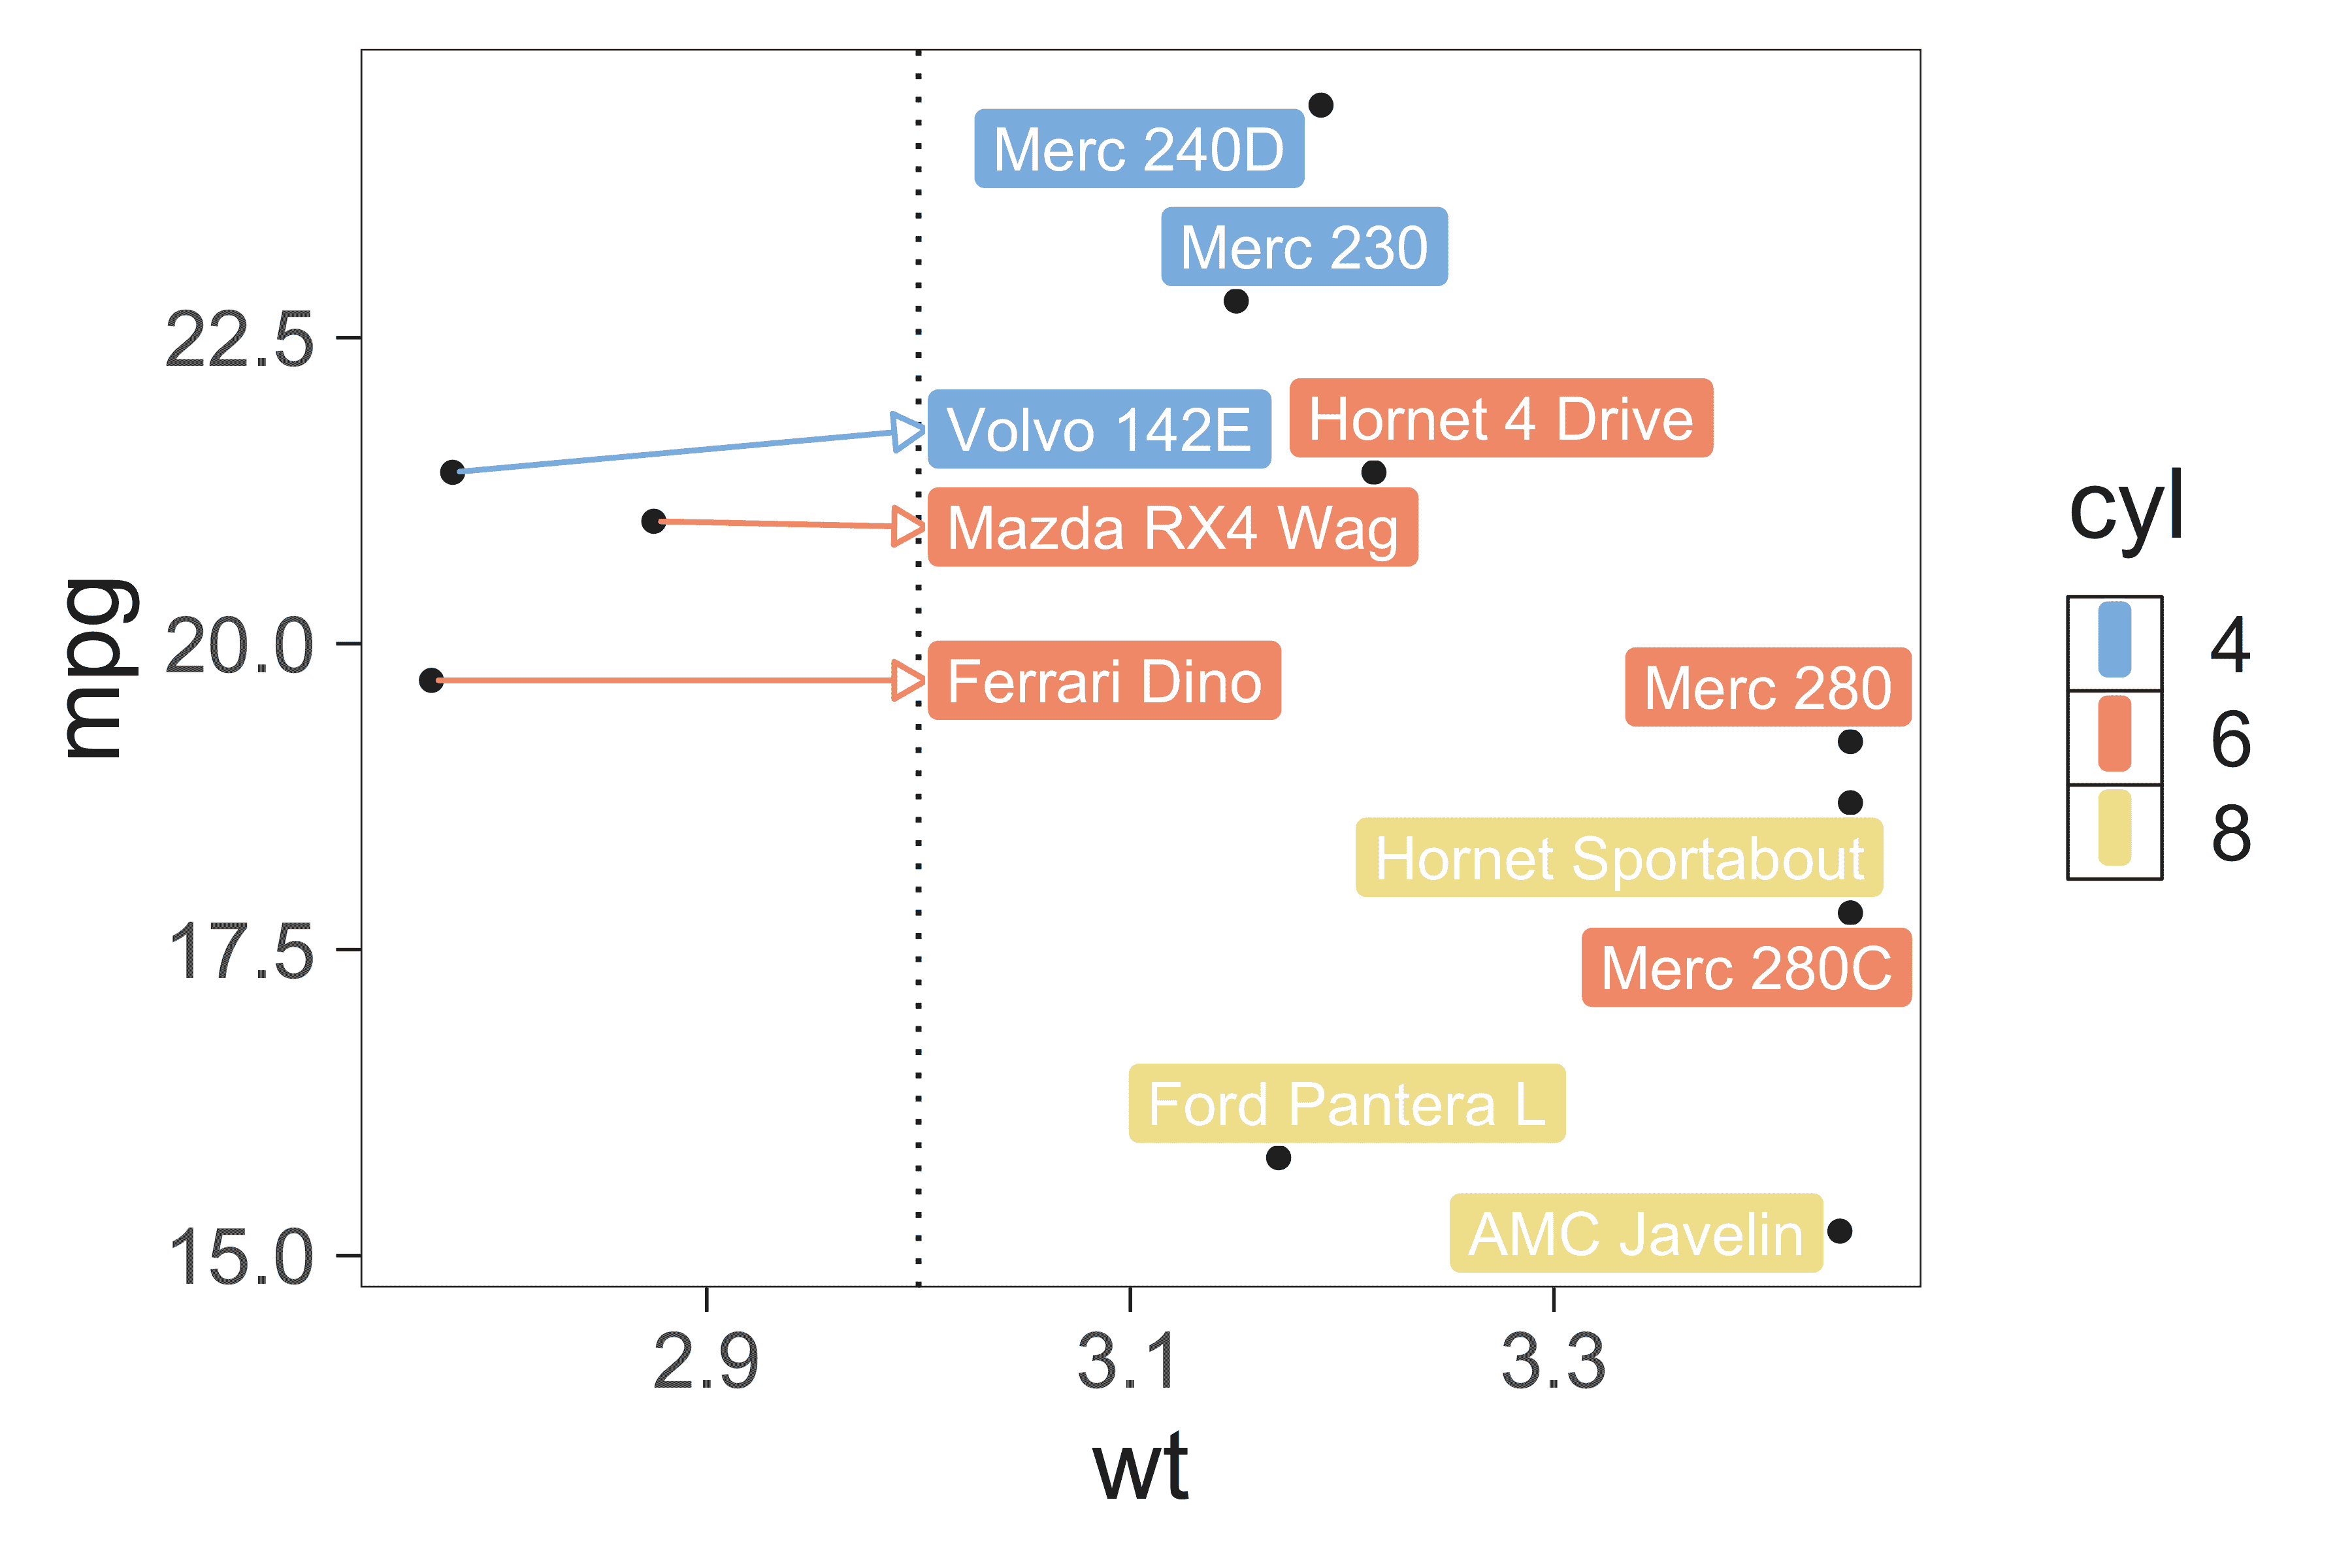 Merc 240D
Merc 230
22.5
Volvo 142E
Hornet 4 Drive
Mazda RX4 Wag
mpg
20.0
Ferrari Dino
Merc 280
Hornet Sportabout
17.5
Merc 280C
Ford Pantera L
AMC Javelin
15.0
2.9
3.1
3.3
wt
cyl
4
6
8